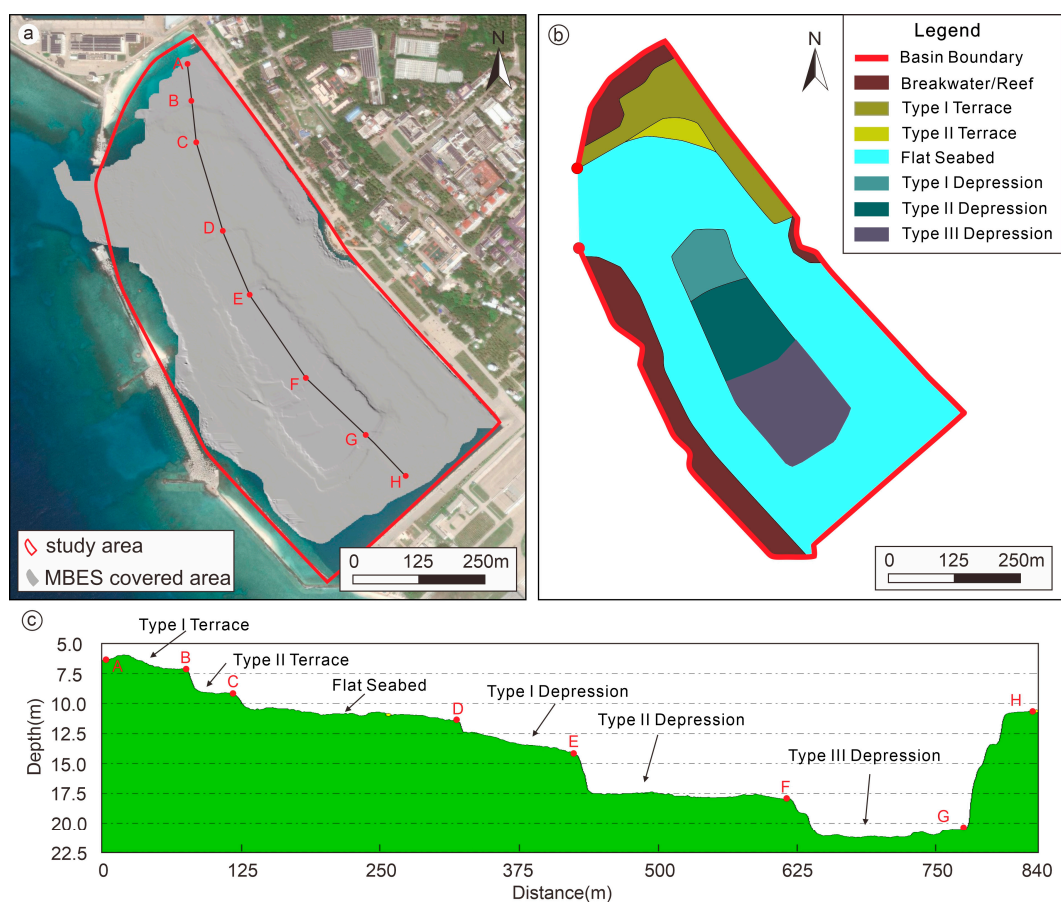 a
N
A
B
C
D
E
F
G
H
study area
MBES covered area
0 125 250m
b
N
Legend
Basin Boundary
Breakwater/Reef
Type I Terrace
Type II Terrace
Flat Seabed
Type I Depression
Type II Depression
Type III Depression
0 125 250m
c
Depth(m)
5.0
7.5
10.0
12.5
15.0
17.5
20.0
22.5
Type I Terrace
Type II Terrace
Flat Seabed
Type I Depression
Type II Depression
Type III Depression
A
B
C
D
E
F
G
H
0 125 250 375 500 625 750 840
Distance(m)